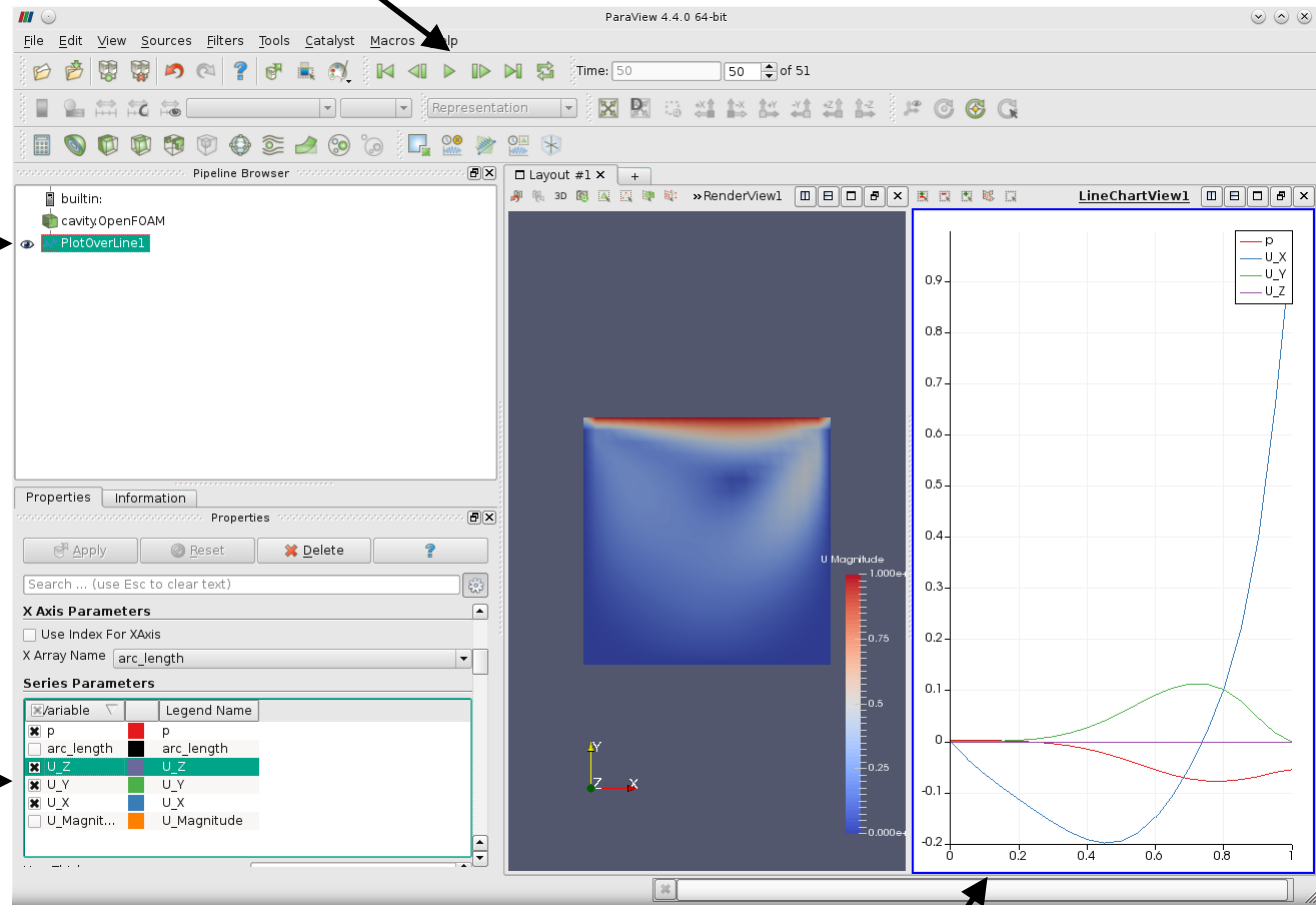 ParaView 4.4.0 64-bit
File Edit View Sources Filters Tools Catalyst Macros lp
Time: 50 50 of 51
Representation
Pipeline Browser
builtin:
cavity.OpenFOAM
PlotOverLine1
Properties Information
Properties
Apply Reset Delete ?
Search ... (use Esc to clear text)
X Axis Parameters
Use Index For XAxis
X Array Name arc_length
Series Parameters
Variable Legend Name
p p
arc_length arc_length
U_Z U_Z
U_Y U_Y
U_X U_X
U_Magnit... U_Magnitude
Layout #1 +
3D »RenderView1
U Magnitude
1.000e+
0.75
0.5
0.25
0.000e+
Y
Z X
LineChartView1
p
U_X
U_Y
U_Z
0.9
0.8
0.7
0.6
0.5
0.4
0.3
0.2
0.1
0
-0.1
-0.2
0 0.2 0.4 0.6 0.8 1